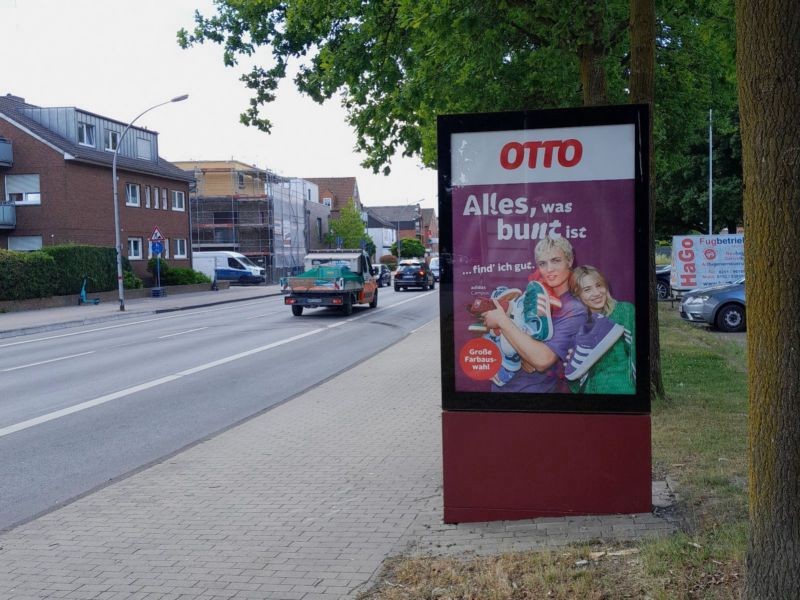 OTTO
Alles, was
bunt ist
... find' ich gut.
adidas
Campus
Große
Farbaus-
wahl
HaGo
Fugbetrieb